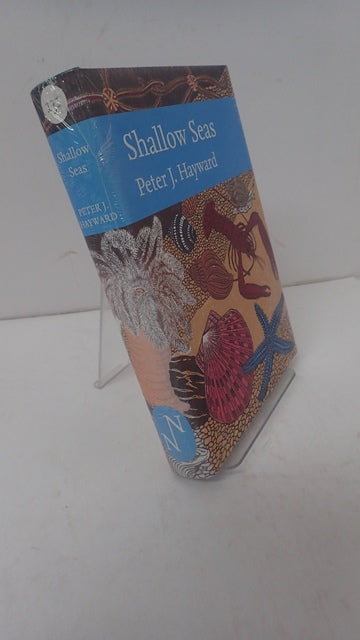 Shallow Seas
Peter J. Hayward
Shallow
Seas
PETER J.
HAYWARD
N
N